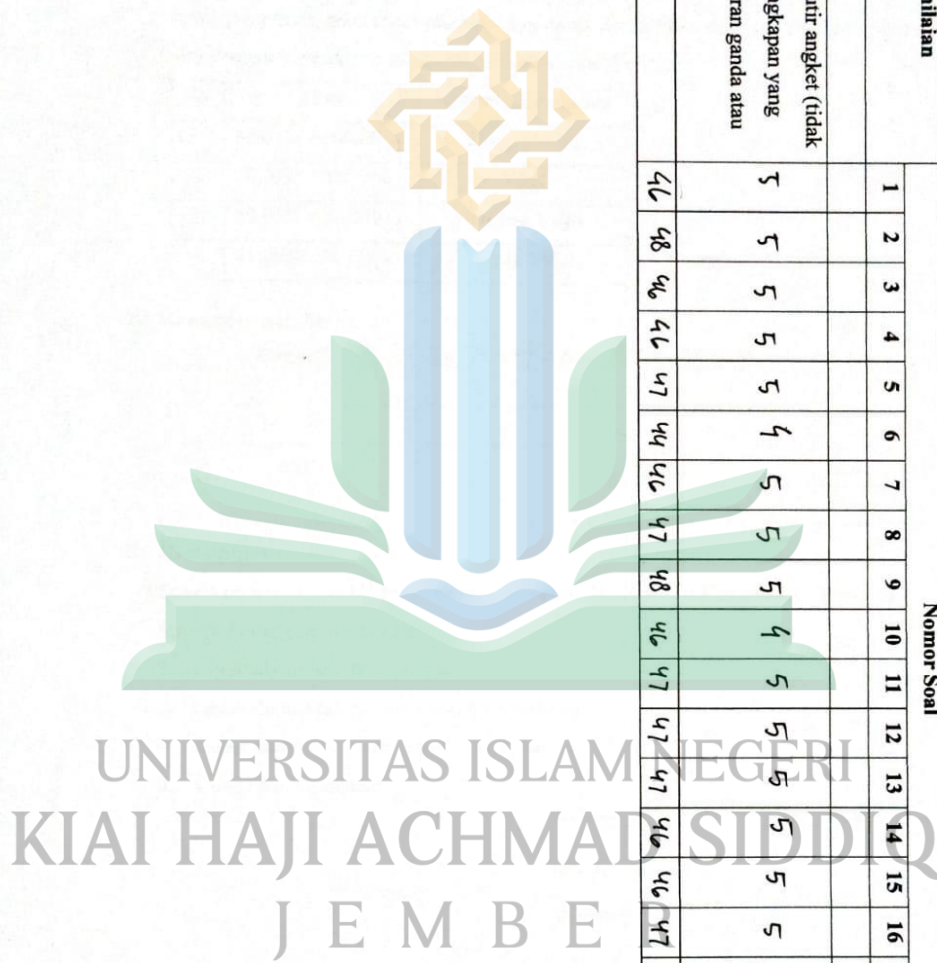 nilaian
Nomor Soal
1 2 3 4 5 6 7 8 9 10 11 12 13 14 15 16
utir angket (tidak
ngkapan yang
ran ganda atau
5 5 5 5 5 4 5 5 5 4 5 5 5 5 5 5
46 48 46 46 47 44 46 47 48 46 47 47 47 46 46 47
UNIVERSITAS ISLAM NEGERI
KIAI HAJI ACHMAD SIDDIQ
JEMBER